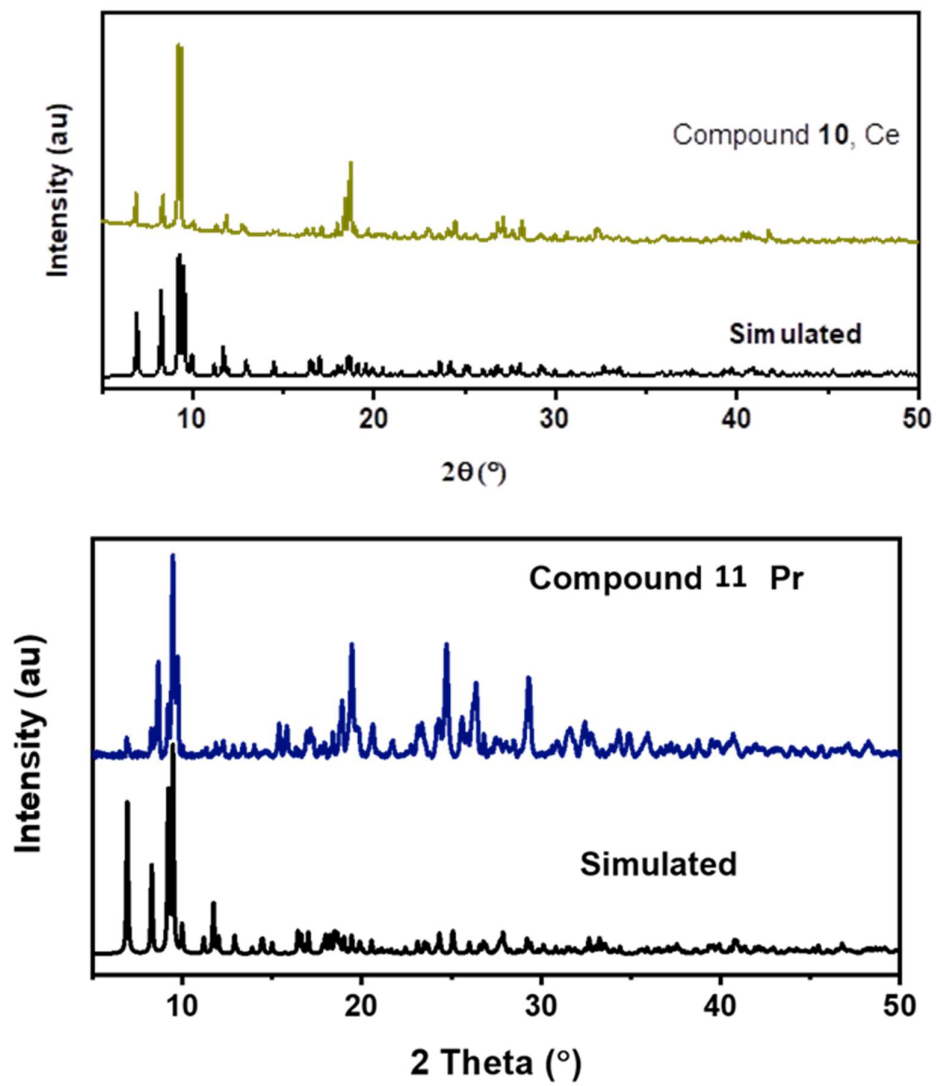 Intensity (au)
Compound 10, Ce
Simulated
10 20 30 40 50
2θ (°)
Intensity (au)
Compound 11 Pr
Simulated
10 20 30 40 50
2 Theta (°)